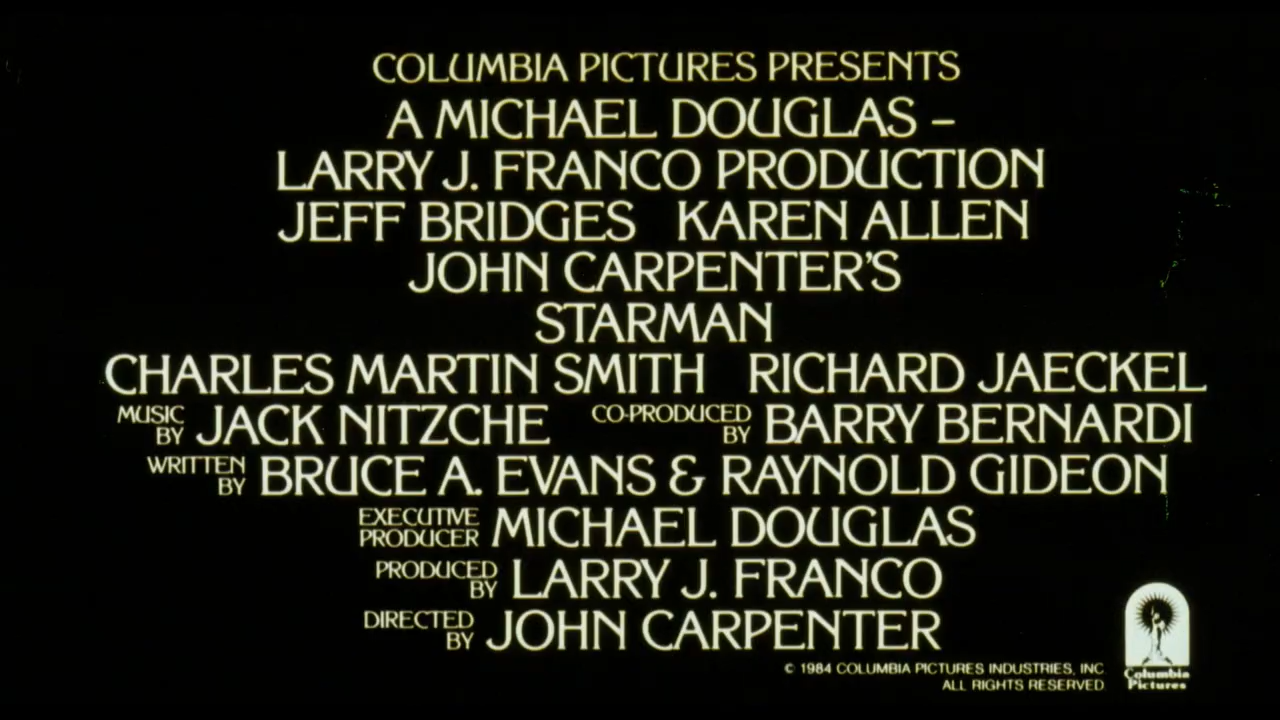 COLUMBIA PICTURES PRESENTS
A MICHAEL DOUGLAS –
LARRY J. FRANCO PRODUCTION
JEFF BRIDGES KAREN ALLEN
JOHN CARPENTER'S
STARMAN
CHARLES MARTIN SMITH RICHARD JAECKEL
MUSIC BY JACK NITZCHE CO-PRODUCED BY BARRY BERNARDI
WRITTEN BY BRUCE A. EVANS & RAYNOLD GIDEON
EXECUTIVE PRODUCER MICHAEL DOUGLAS
PRODUCED BY LARRY J. FRANCO
DIRECTED BY JOHN CARPENTER
© 1984 COLUMBIA PICTURES INDUSTRIES, INC.
ALL RIGHTS RESERVED.
Columbia
Pictures